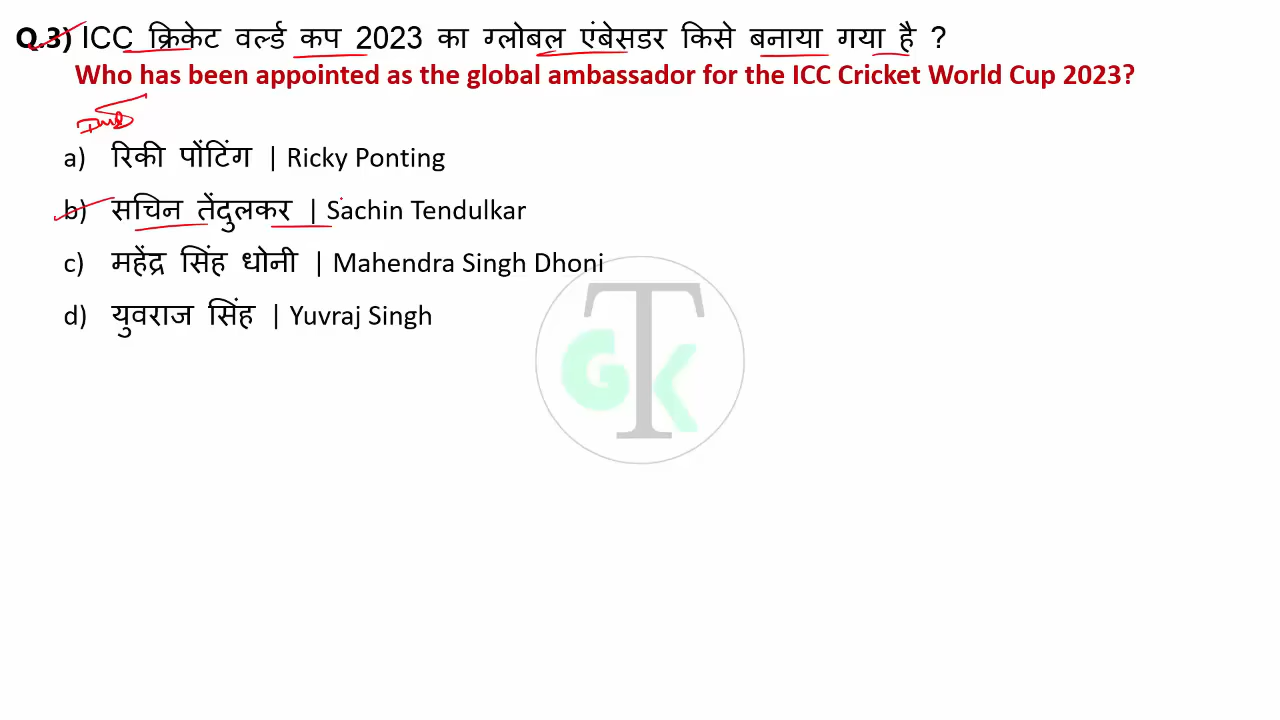 Q.3) ICC क्रिकेट वर्ल्ड कप 2023 का ग्लोबल एंबेसडर किसे बनाया गया है ?
Who has been appointed as the global ambassador for the ICC Cricket World Cup 2023?
a) रिकी पोंटिंग | Ricky Ponting
b) सचिन तेंदुलकर | Sachin Tendulkar
c) महेंद्र सिंह धोनी | Mahendra Singh Dhoni
d) युवराज सिंह | Yuvraj Singh
GTK